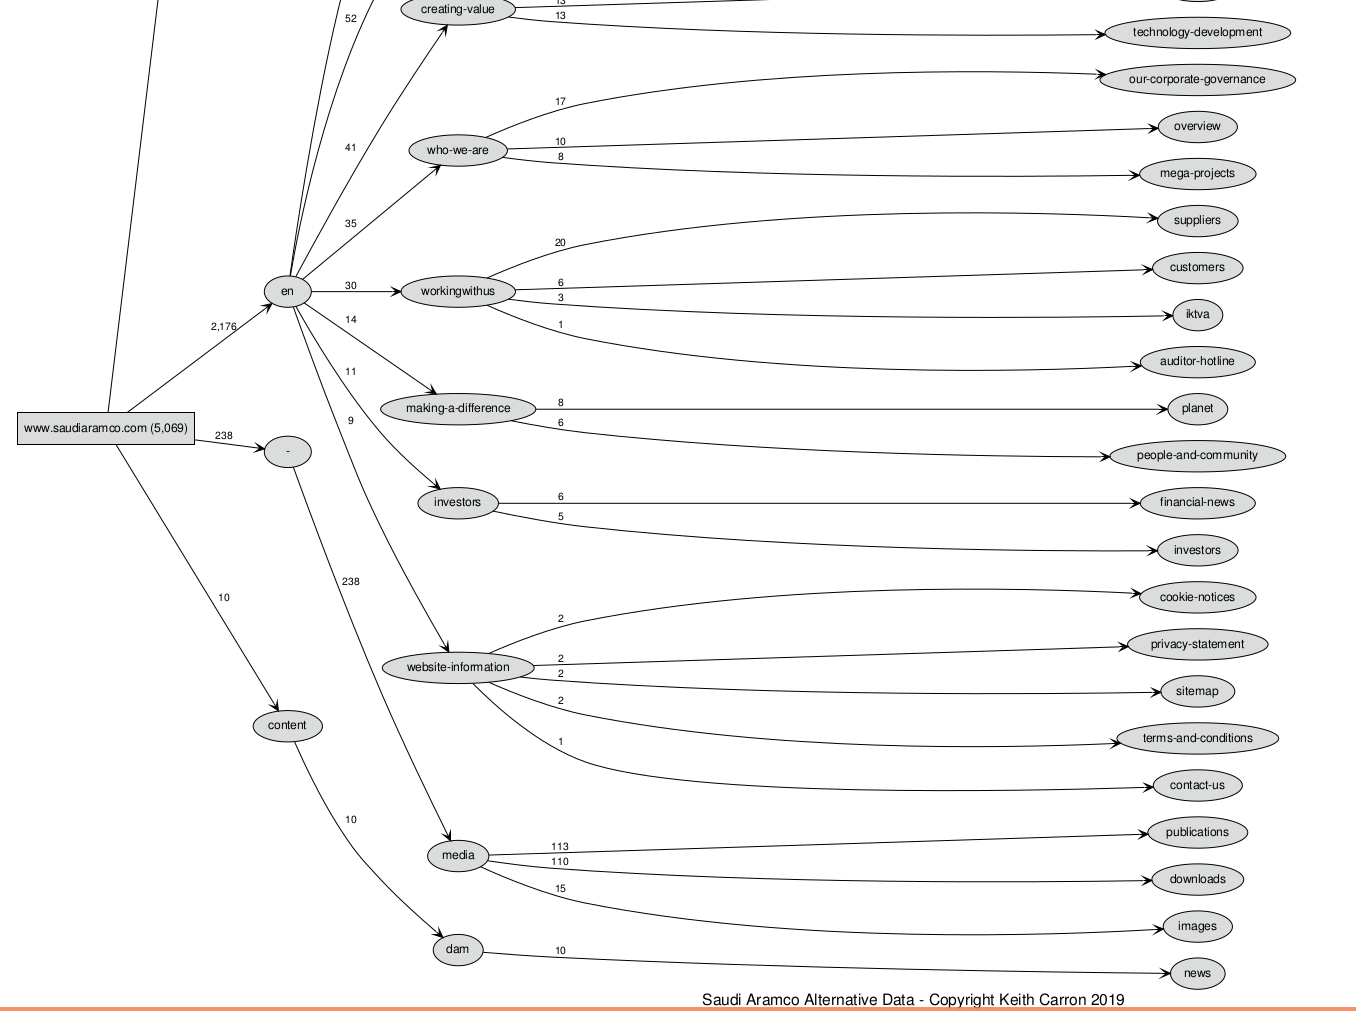 13
52
creating-value
13
technology-development
our-corporate-governance
17
overview
41
10
who-we-are
8
mega-projects
35
20
suppliers
customers
6
30
en
workingwithus
3
iktva
14
2,176
1
auditor-hotline
11
8
making-a-difference
planet
9
6
www.saudiaramco.com (5,069)
238
-
people-and-community
6
investors
financial-news
5
investors
238
10
cookie-notices
2
privacy-statement
2
website-information
2
sitemap
2
terms-and-conditions
content
1
contact-us
10
publications
113
media
110
downloads
15
images
dam
10
news
Saudi Aramco Alternative Data - Copyright Keith Carron 2019